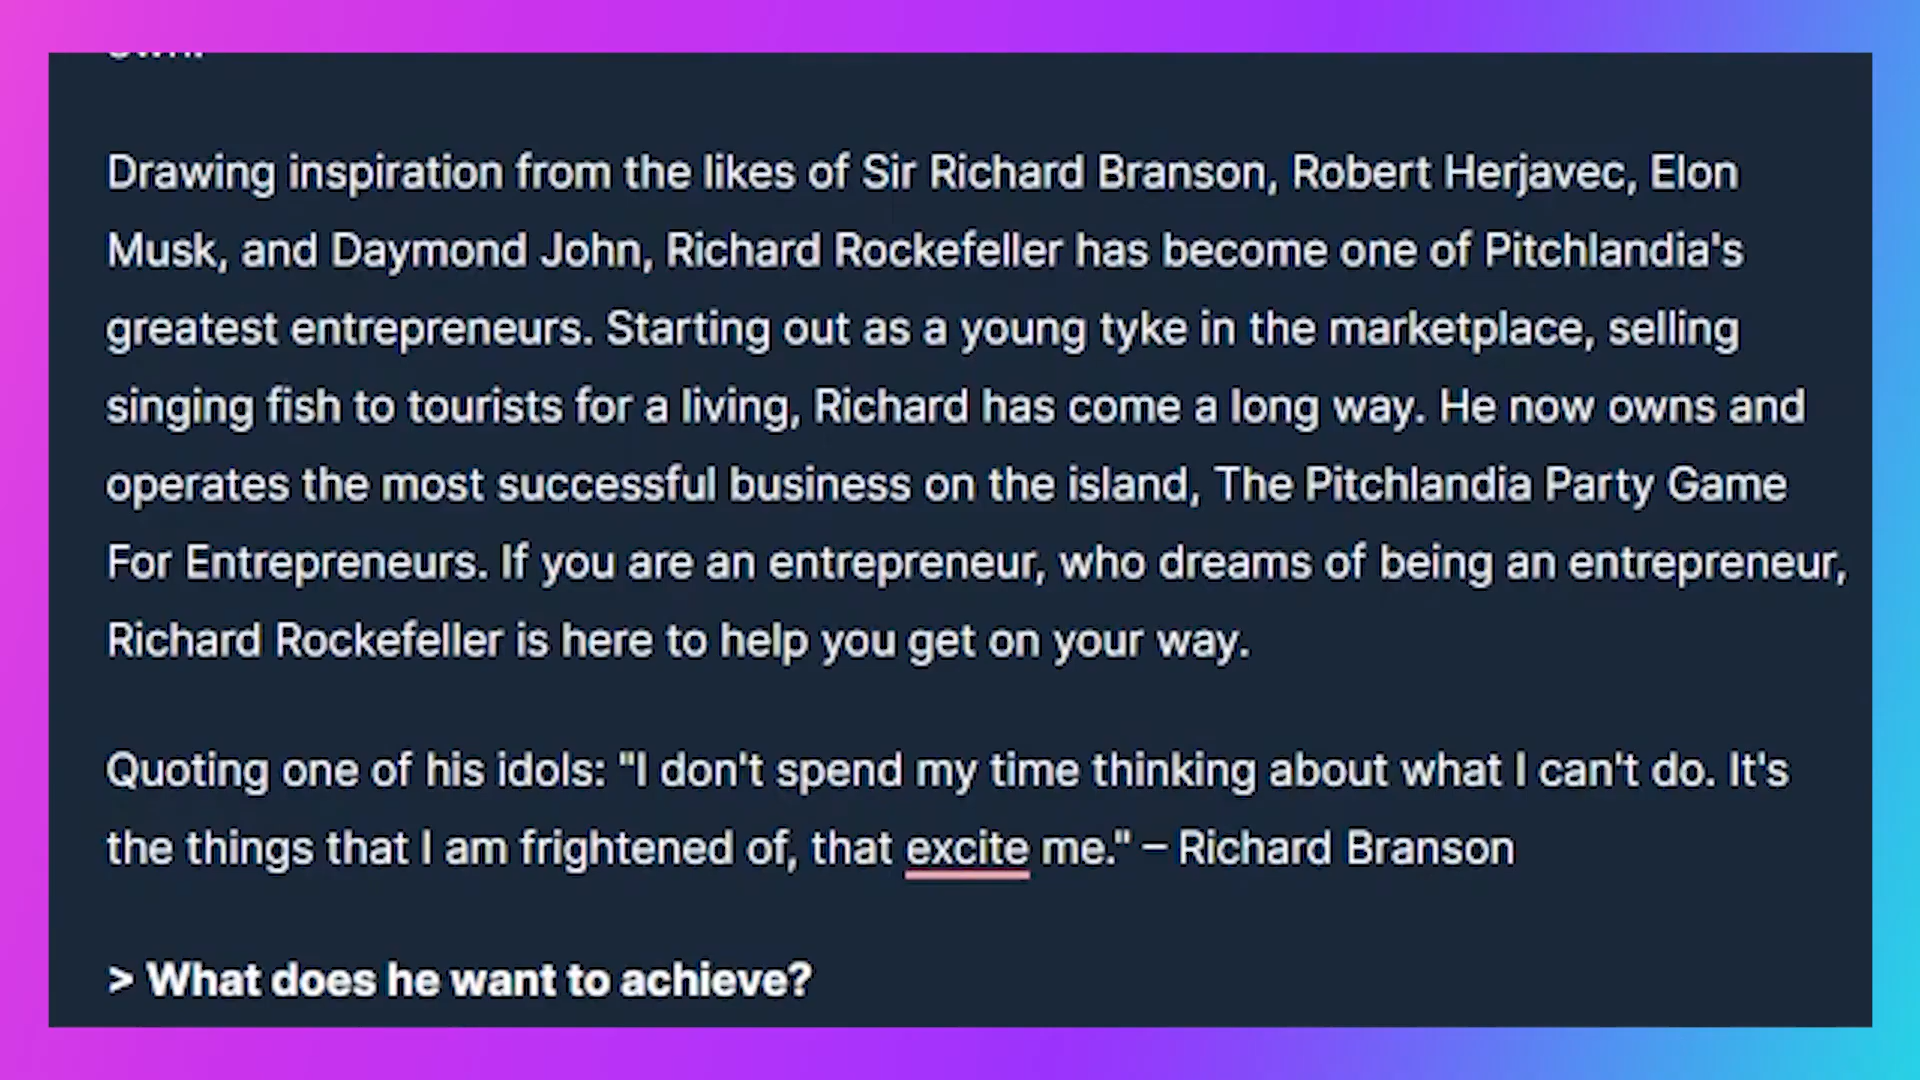 Drawing inspiration from the likes of Sir Richard Branson, Robert Herjavec, Elon
Musk, and Daymond John, Richard Rockefeller has become one of Pitchlandia's
greatest entrepreneurs. Starting out as a young tyke in the marketplace, selling
singing fish to tourists for a living, Richard has come a long way. He now owns and
operates the most successful business on the island, The Pitchlandia Party Game
For Entrepreneurs. If you are an entrepreneur, who dreams of being an entrepreneur,
Richard Rockefeller is here to help you get on your way.
Quoting one of his idols: "I don't spend my time thinking about what I can't do. It's
the things that I am frightened of, that excite me." – Richard Branson
> What does he want to achieve?